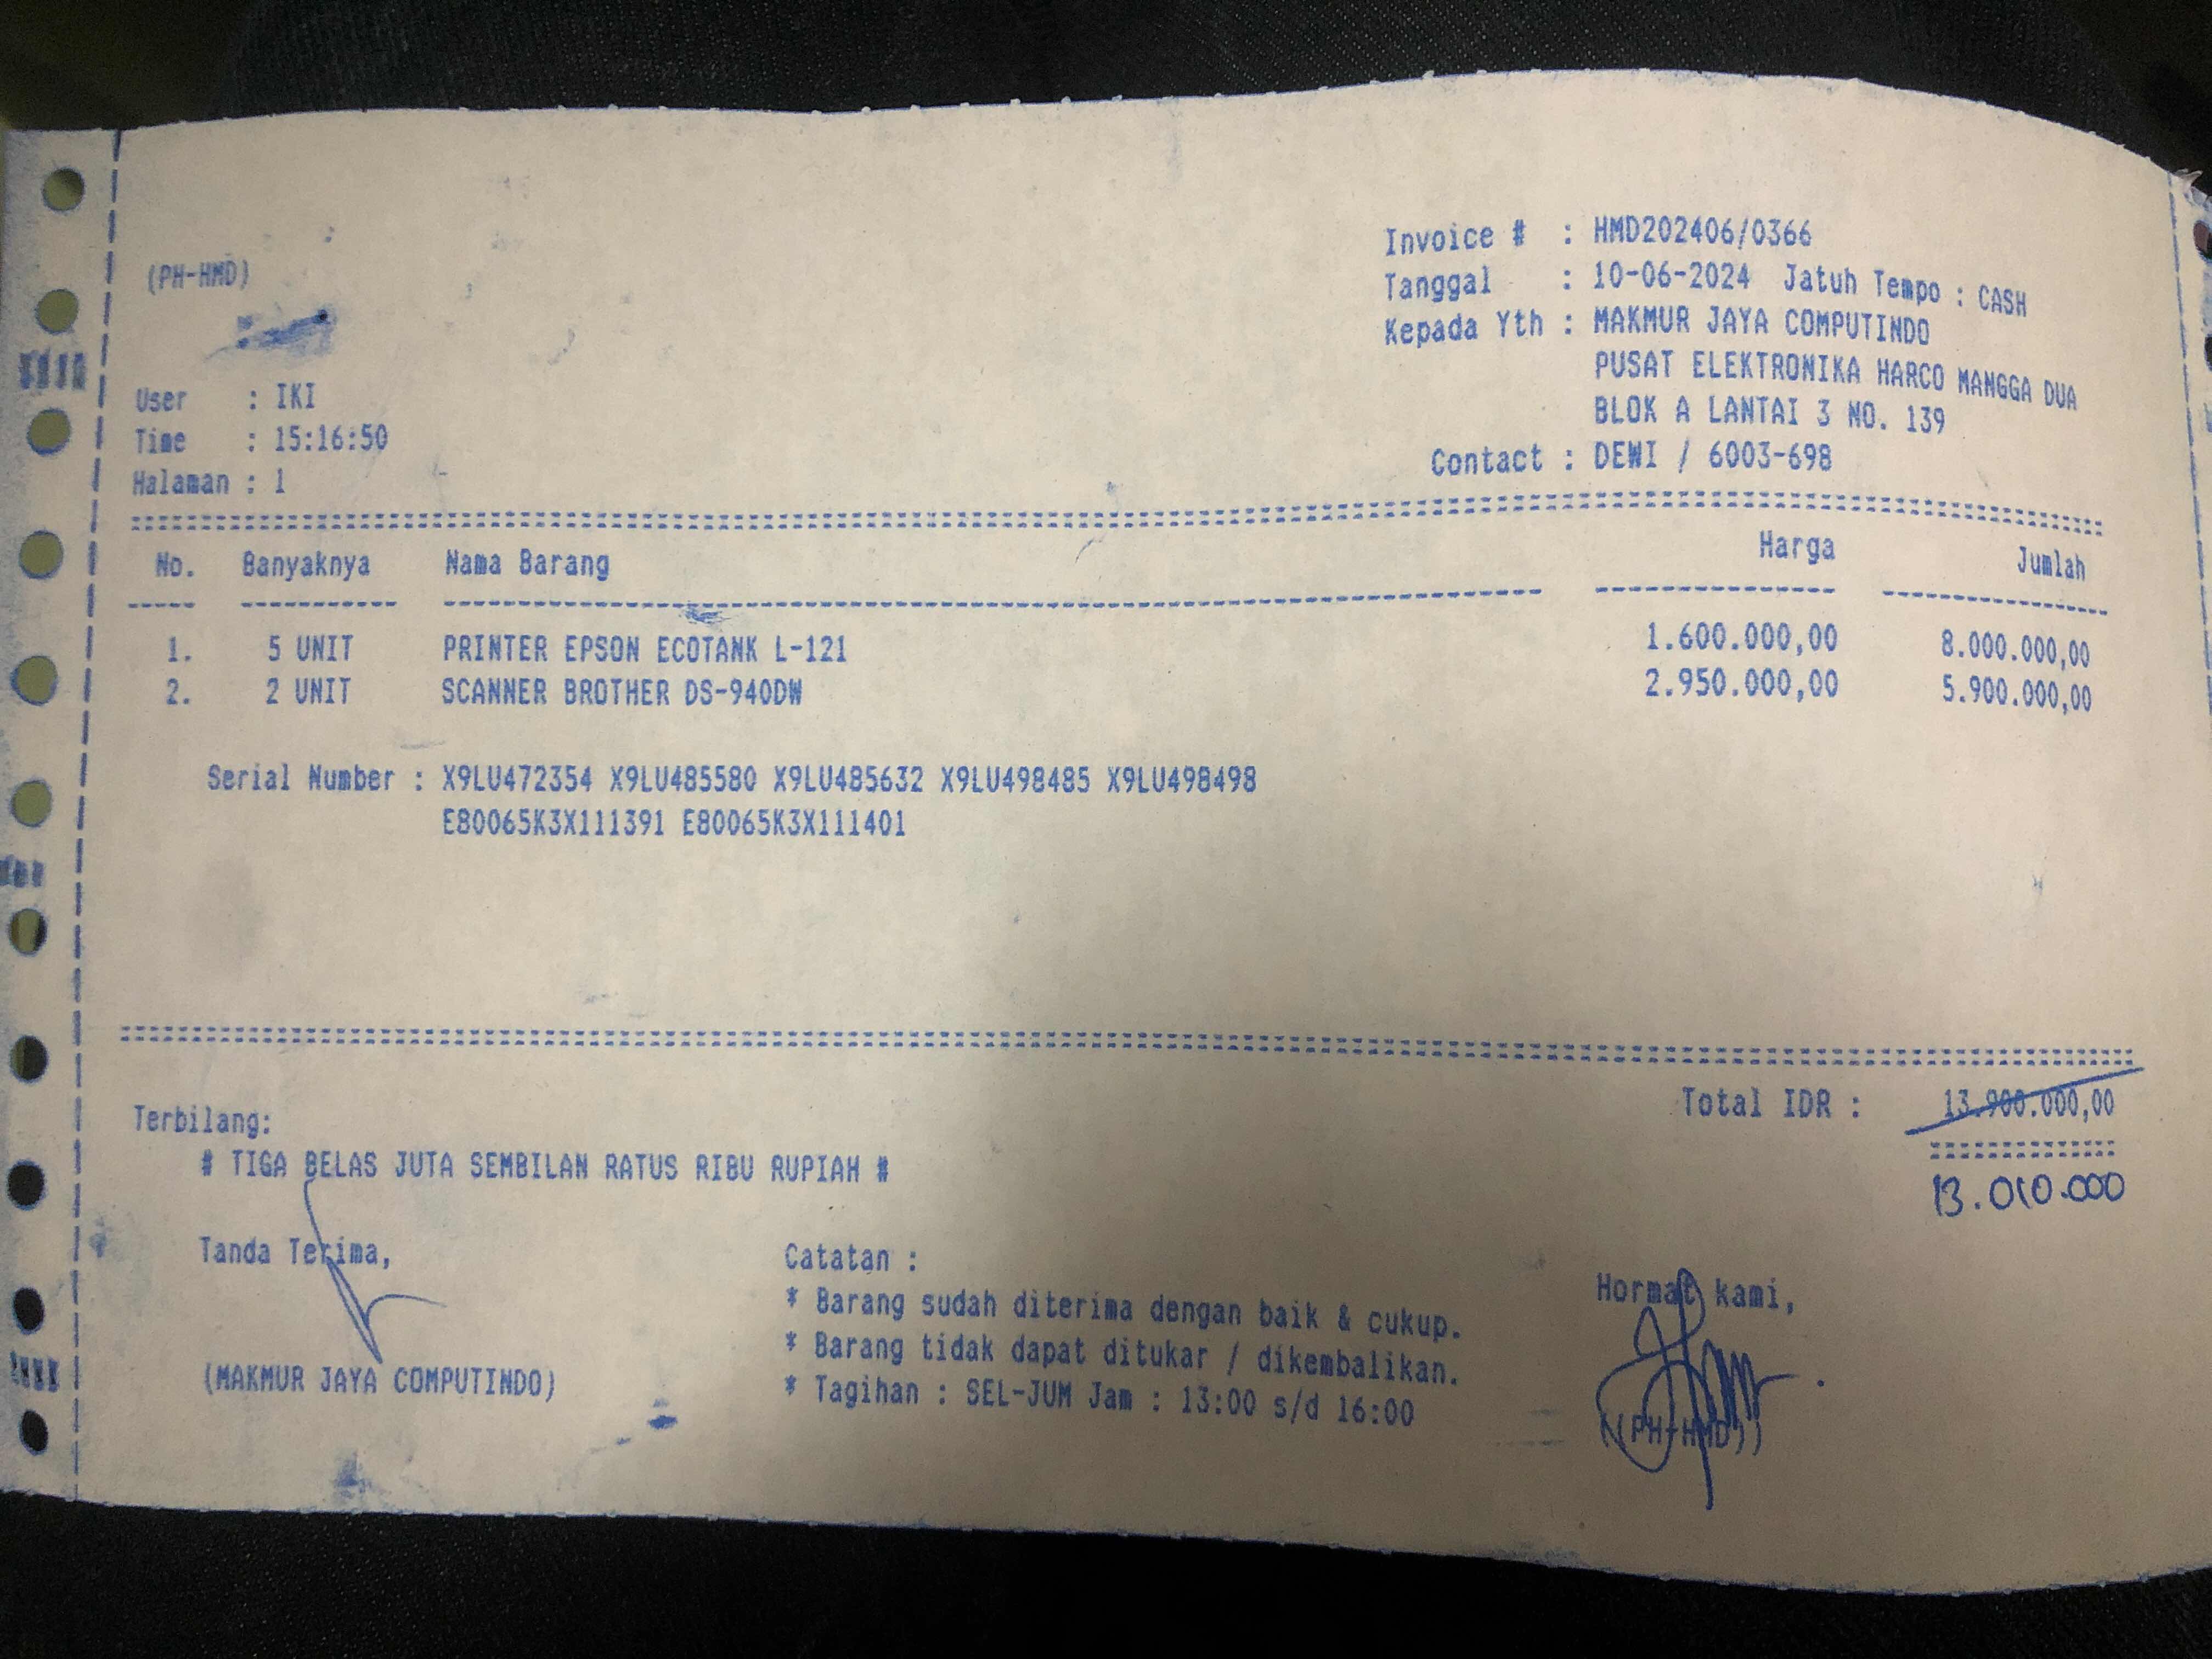 (PH-HMD)
Invoice # : HMD202406/0366
Tanggal : 10-06-2024 Jatuh Tempo : CASH
Kepada Yth : MAKMUR JAYA COMPUTINDO
PUSAT ELEKTRONIKA HARCO MANGGA DUA
BLOK A LANTAI 3 NO. 139
Contact : DEWI / 6003-698
User : IKI
Time : 15:16:50
Halaman : 1
No. Banyaknya Nama Barang Harga Jumlah
1. 5 UNIT PRINTER EPSON ECOTANK L-121 1.600.000,00 8.000.000,00
2. 2 UNIT SCANNER BROTHER DS-940DW 2.950.000,00 5.900.000,00
Serial Number : X9LU472354 X9LU485580 X9LU485632 X9LU498485 X9LU498498
E80065K3X111391 E80065K3X111401
Total IDR : 13.900.000,00
13.010.000
Terbilang:
# TIGA BELAS JUTA SEMBILAN RATUS RIBU RUPIAH #
Tanda Terima,
(MAKMUR JAYA COMPUTINDO)
Catatan :
* Barang sudah diterima dengan baik & cukup.
* Barang tidak dapat ditukar / dikembalikan.
* Tagihan : SEL-JUM Jam : 13:00 s/d 16:00
Hormat kami,
((PH-HMD))